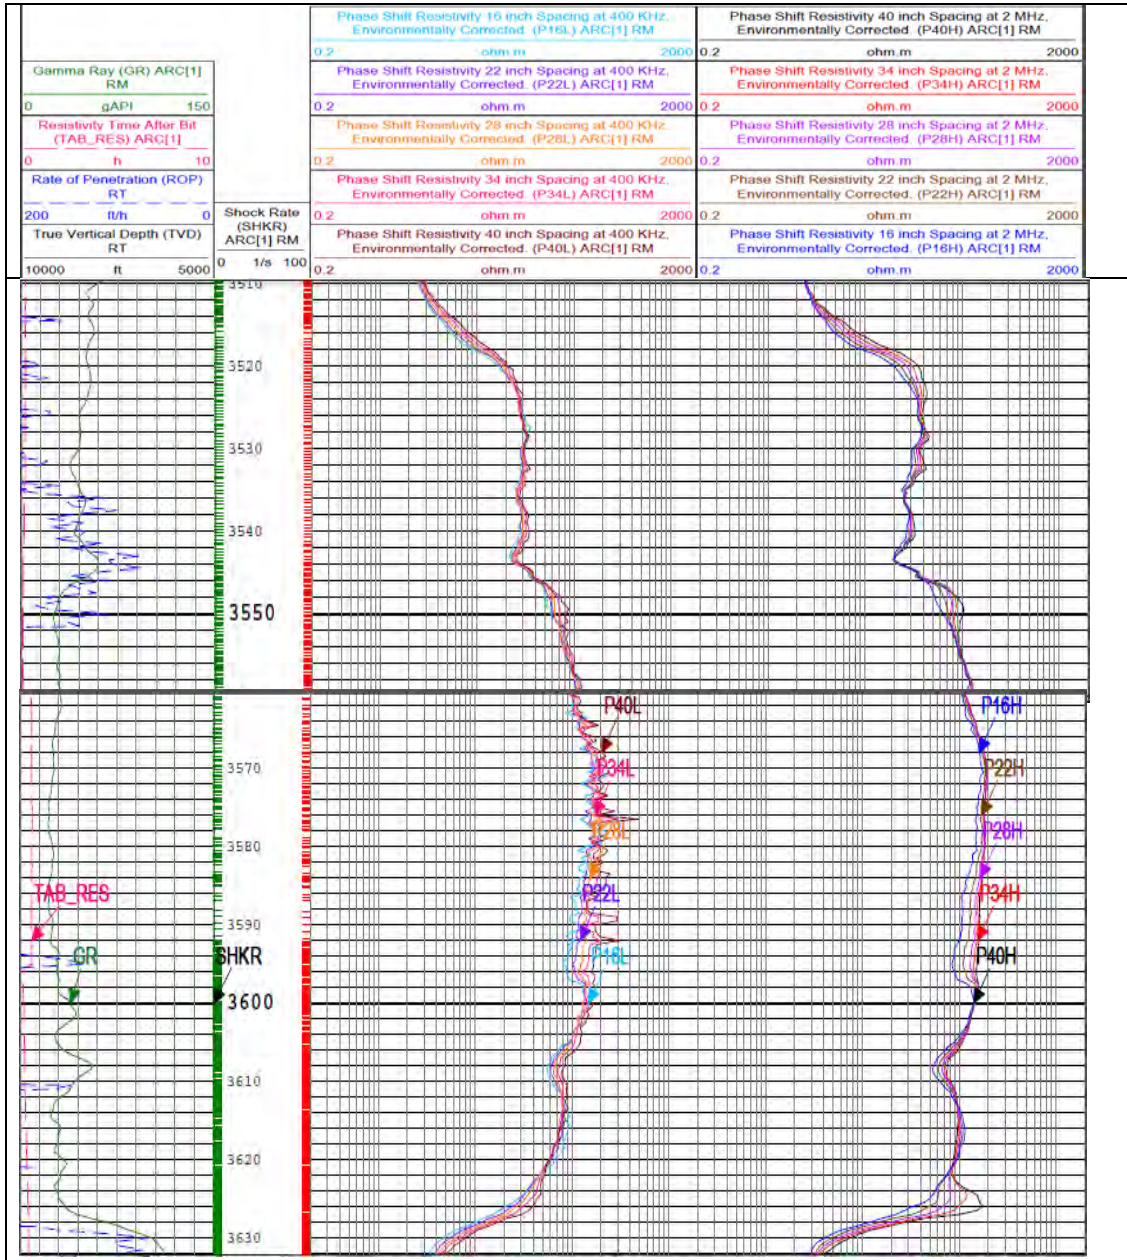 Phase Shift Resistivity 16 inch Spacing at 400 KHz,
Environmentally Corrected. (P16L) ARC[1] RM
0.2 ohm.m 2000
Phase Shift Resistivity 40 inch Spacing at 2 MHz,
Environmentally Corrected. (P40H) ARC[1] RM
0.2 ohm.m 2000
Gamma Ray (GR) ARC[1]
RM
0 gAPI 150
Phase Shift Resistivity 22 inch Spacing at 400 KHz,
Environmentally Corrected. (P22L) ARC[1] RM
0.2 ohm.m 2000
Phase Shift Resistivity 34 inch Spacing at 2 MHz,
Environmentally Corrected. (P34H) ARC[1] RM
0.2 ohm.m 2000
Resistivity Time After Bit
(TAB_RES) ARC[1]
0 h 10
Phase Shift Resistivity 28 inch Spacing at 400 KHz,
Environmentally Corrected. (P28L) ARC[1] RM
0.2 ohm.m 2000
Phase Shift Resistivity 28 inch Spacing at 2 MHz,
Environmentally Corrected. (P28H) ARC[1] RM
0.2 ohm.m 2000
Rate of Penetration (ROP)
RT
200 ft/h 0
Phase Shift Resistivity 34 inch Spacing at 400 KHz,
Environmentally Corrected. (P34L) ARC[1] RM
0.2 ohm.m 2000
Phase Shift Resistivity 22 inch Spacing at 2 MHz,
Environmentally Corrected. (P22H) ARC[1] RM
0.2 ohm.m 2000
True Vertical Depth (TVD)
RT
10000 ft 5000
Shock Rate
(SHKR)
ARC[1] RM
0 1/s 100
Phase Shift Resistivity 40 inch Spacing at 400 KHz,
Environmentally Corrected. (P40L) ARC[1] RM
0.2 ohm.m 2000
Phase Shift Resistivity 16 inch Spacing at 2 MHz,
Environmentally Corrected. (P16H) ARC[1] RM
0.2 ohm.m 2000
3510
3520
3530
3540
3550
P40L P16H
3570 P34L P22H
P28L P28H
3580
TAB_RES P22L P34H
3590
GR SHKR P16L P40H
3600
3610
3620
3630